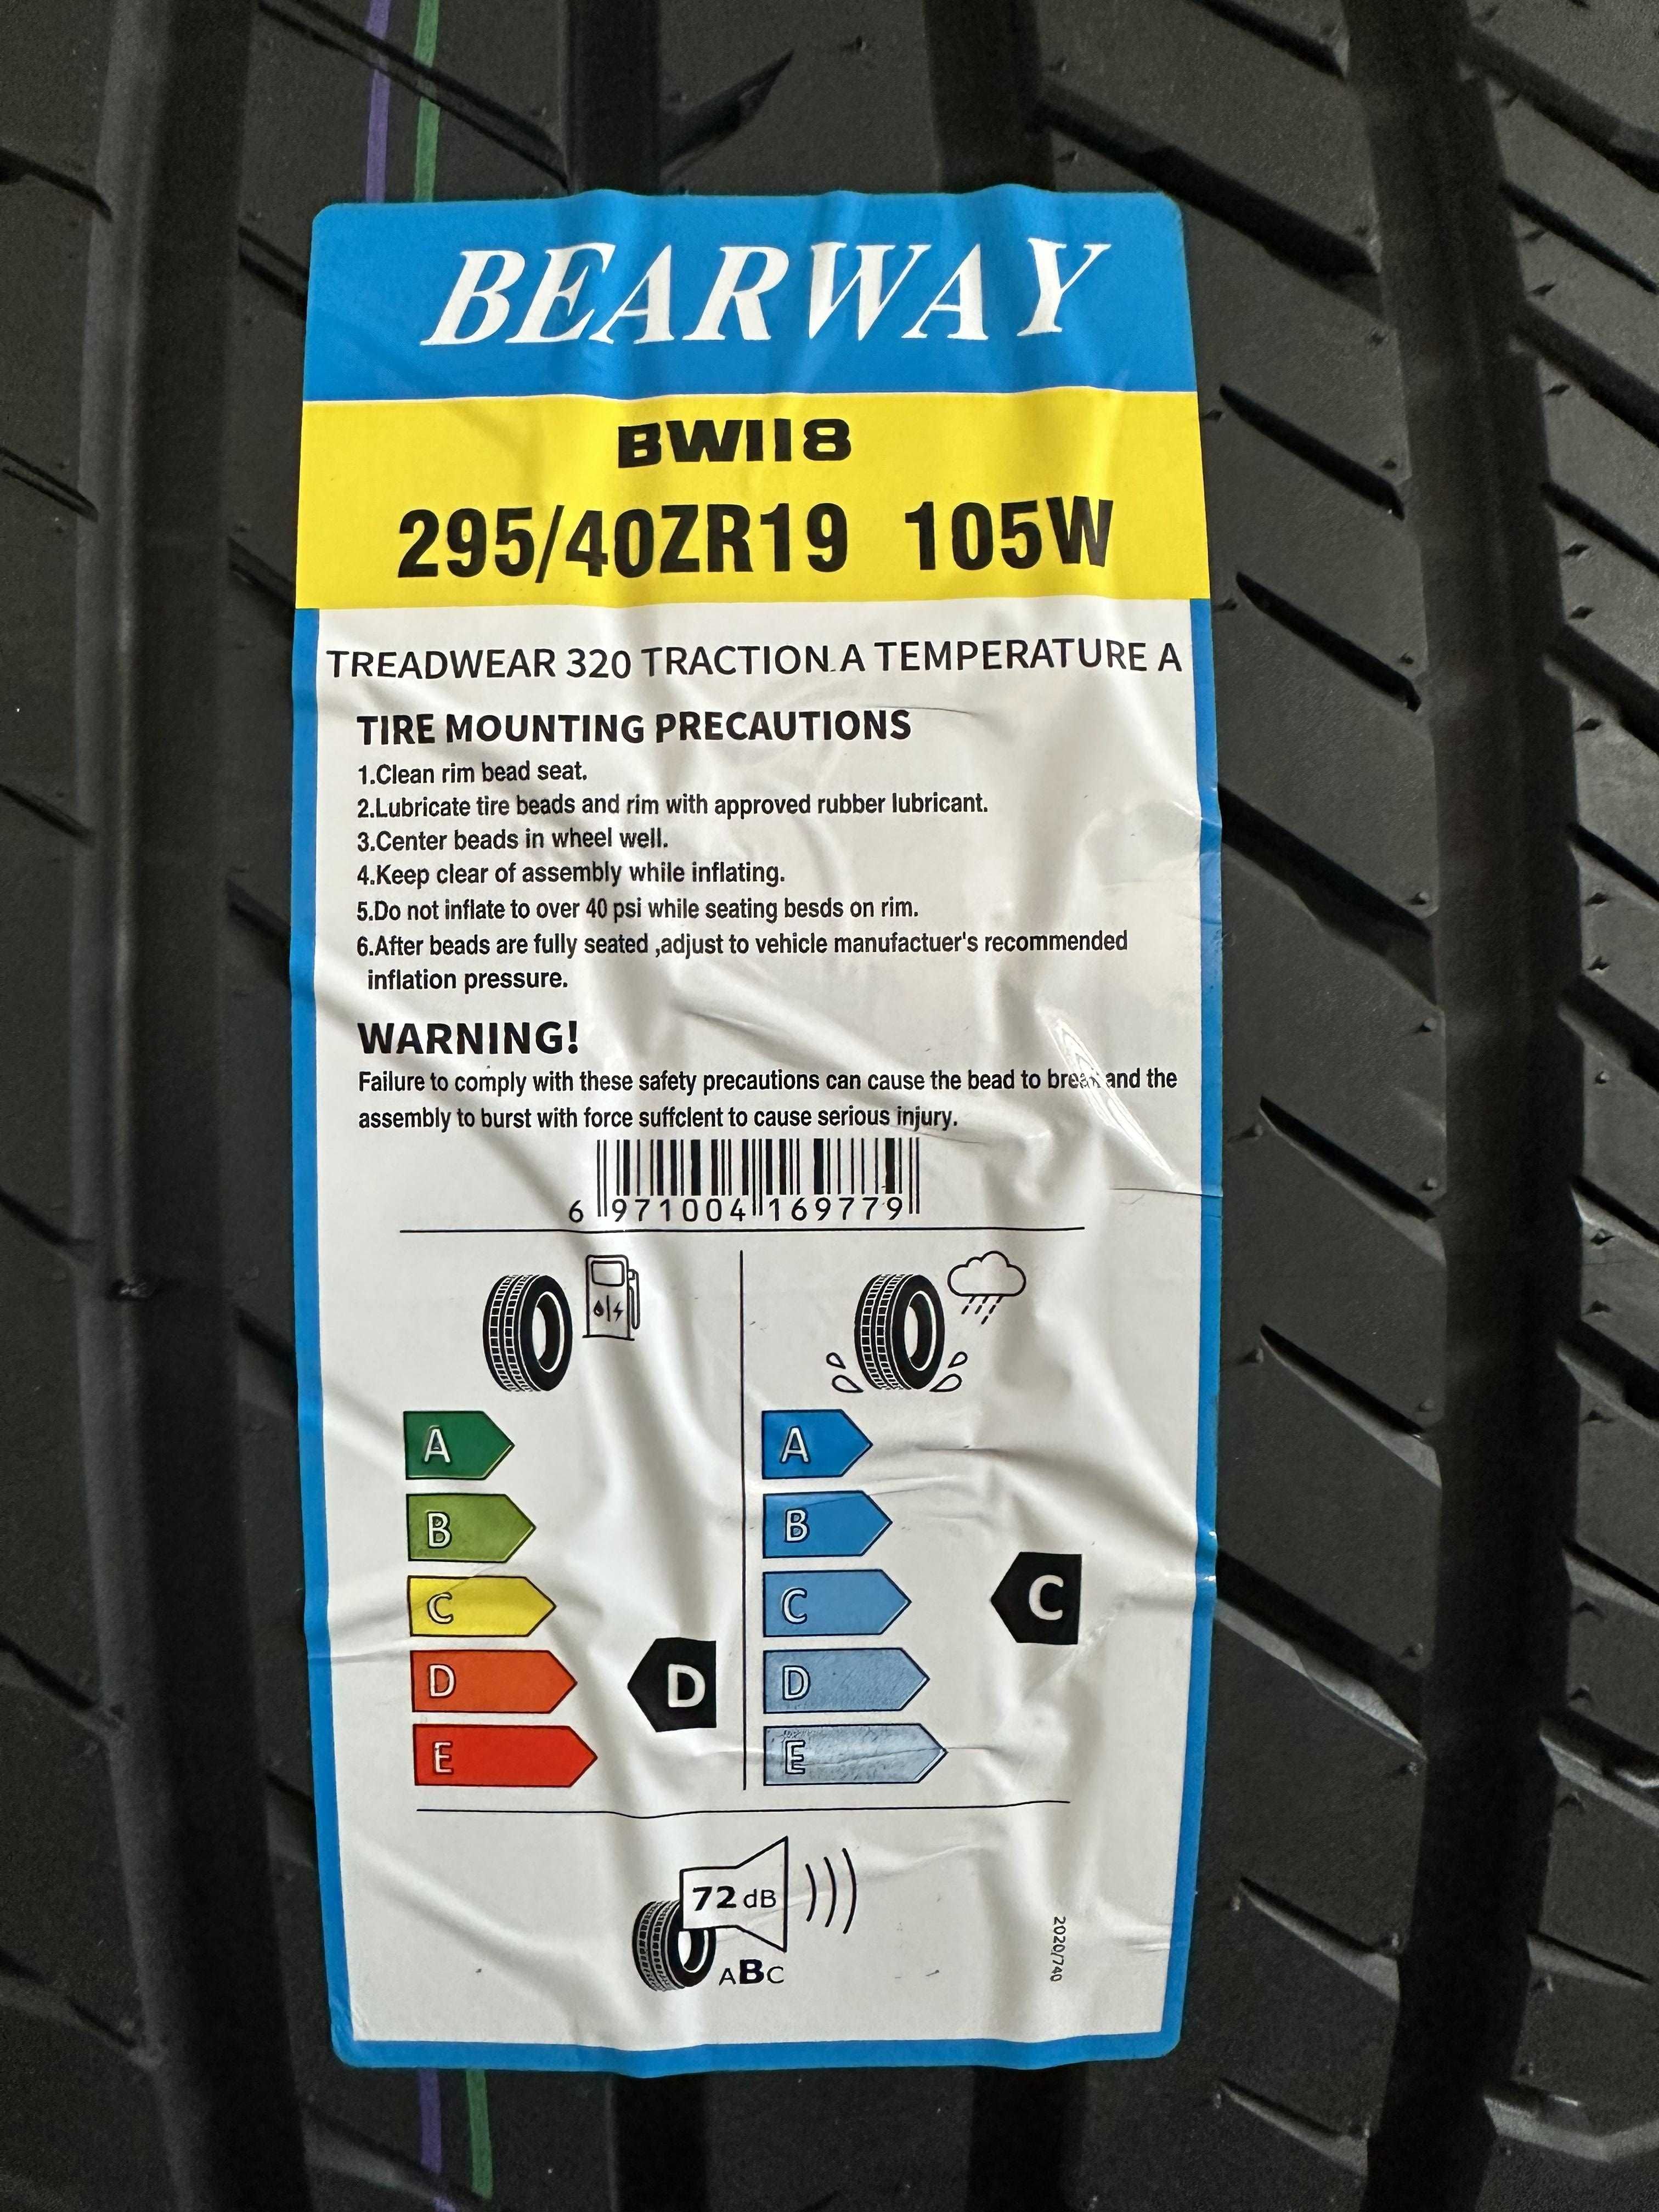 BEARWAY
BW118
295/40ZR19 105W
TREADWEAR 320 TRACTION A TEMPERATURE A
TIRE MOUNTING PRECAUTIONS
1.Clean rim bead seat.
2.Lubricate tire beads and rim with approved rubber lubricant.
3.Center beads in wheel well.
4.Keep clear of assembly while inflating.
5.Do not inflate to over 40 psi while seating besds on rim.
6.After beads are fully seated ,adjust to vehicle manufactuer's recommended
inflation pressure.
WARNING!
Failure to comply with these safety precautions can cause the bead to break and the
assembly to burst with force suffclent to cause serious injury.
6 971004 169779
A A
B B
C C C
D D D
E E
72 dB
ABC
2020/740